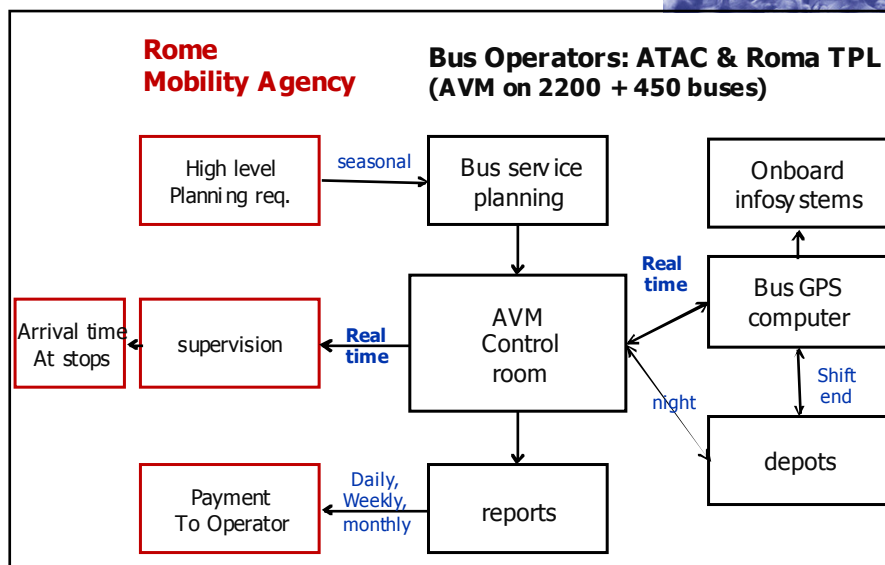 Rome
Mobility Agency
Bus Operators: ATAC & Roma TPL
(AVM on 2200 + 450 buses)
High level
Planning req.
seasonal
Bus service
planning
Onboard
infosystems
Real
time
Bus GPS
computer
Arrival time
At stops
supervision
Real
time
AVM
Control
room
Shift
end
night
depots
Payment
To Operator
Daily,
Weekly,
monthly
reports